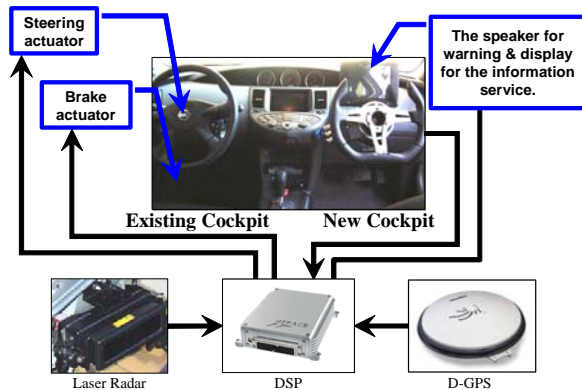 Steering
actuator
Brake
actuator
The speaker for
warning & display
for the information
service.
Existing Cockpit
New Cockpit
Laser Radar
DSP
D-GPS